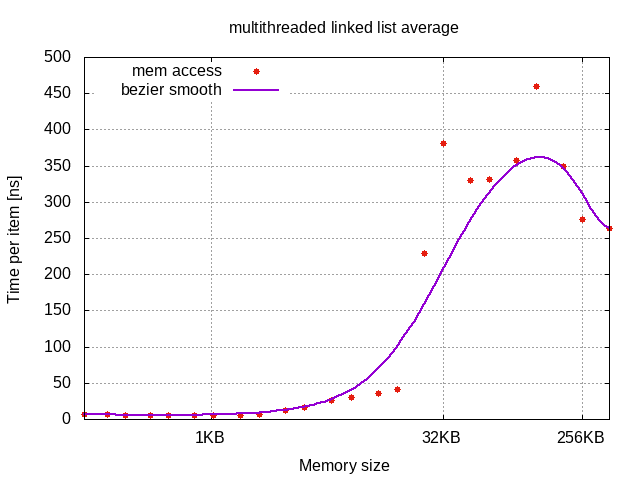 multithreaded linked list average
500
450
400
350
300
250
200
150
100
50
0
Time per item [ns]
mem access
bezier smooth
1KB
32KB
256KB
Memory size